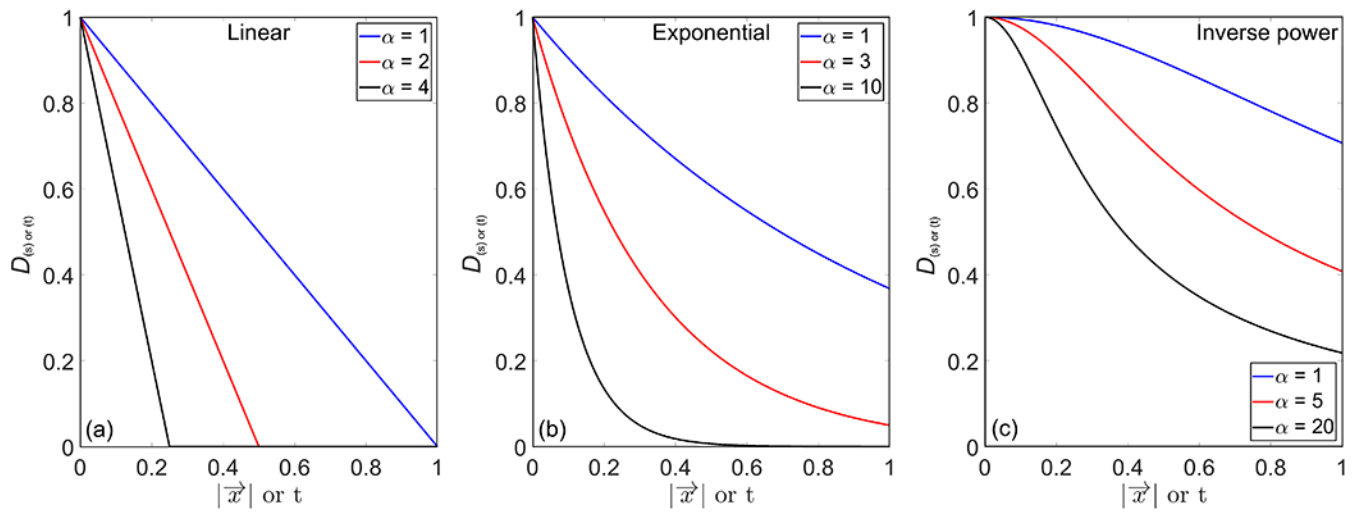 Linear
α = 1
α = 2
α = 4
1
0.8
0.6
0.4
0.2
0
D(s) or (t)
(a)
0 0.2 0.4 0.6 0.8 1
|x⃗| or t
Exponential
α = 1
α = 3
α = 10
1
0.8
0.6
0.4
0.2
0
D(s) or (t)
(b)
0 0.2 0.4 0.6 0.8 1
|x⃗| or t
Inverse power
1
0.8
0.6
0.4
0.2
0
D(s) or (t)
α = 1
α = 5
α = 20
(c)
0 0.2 0.4 0.6 0.8 1
|x⃗| or t